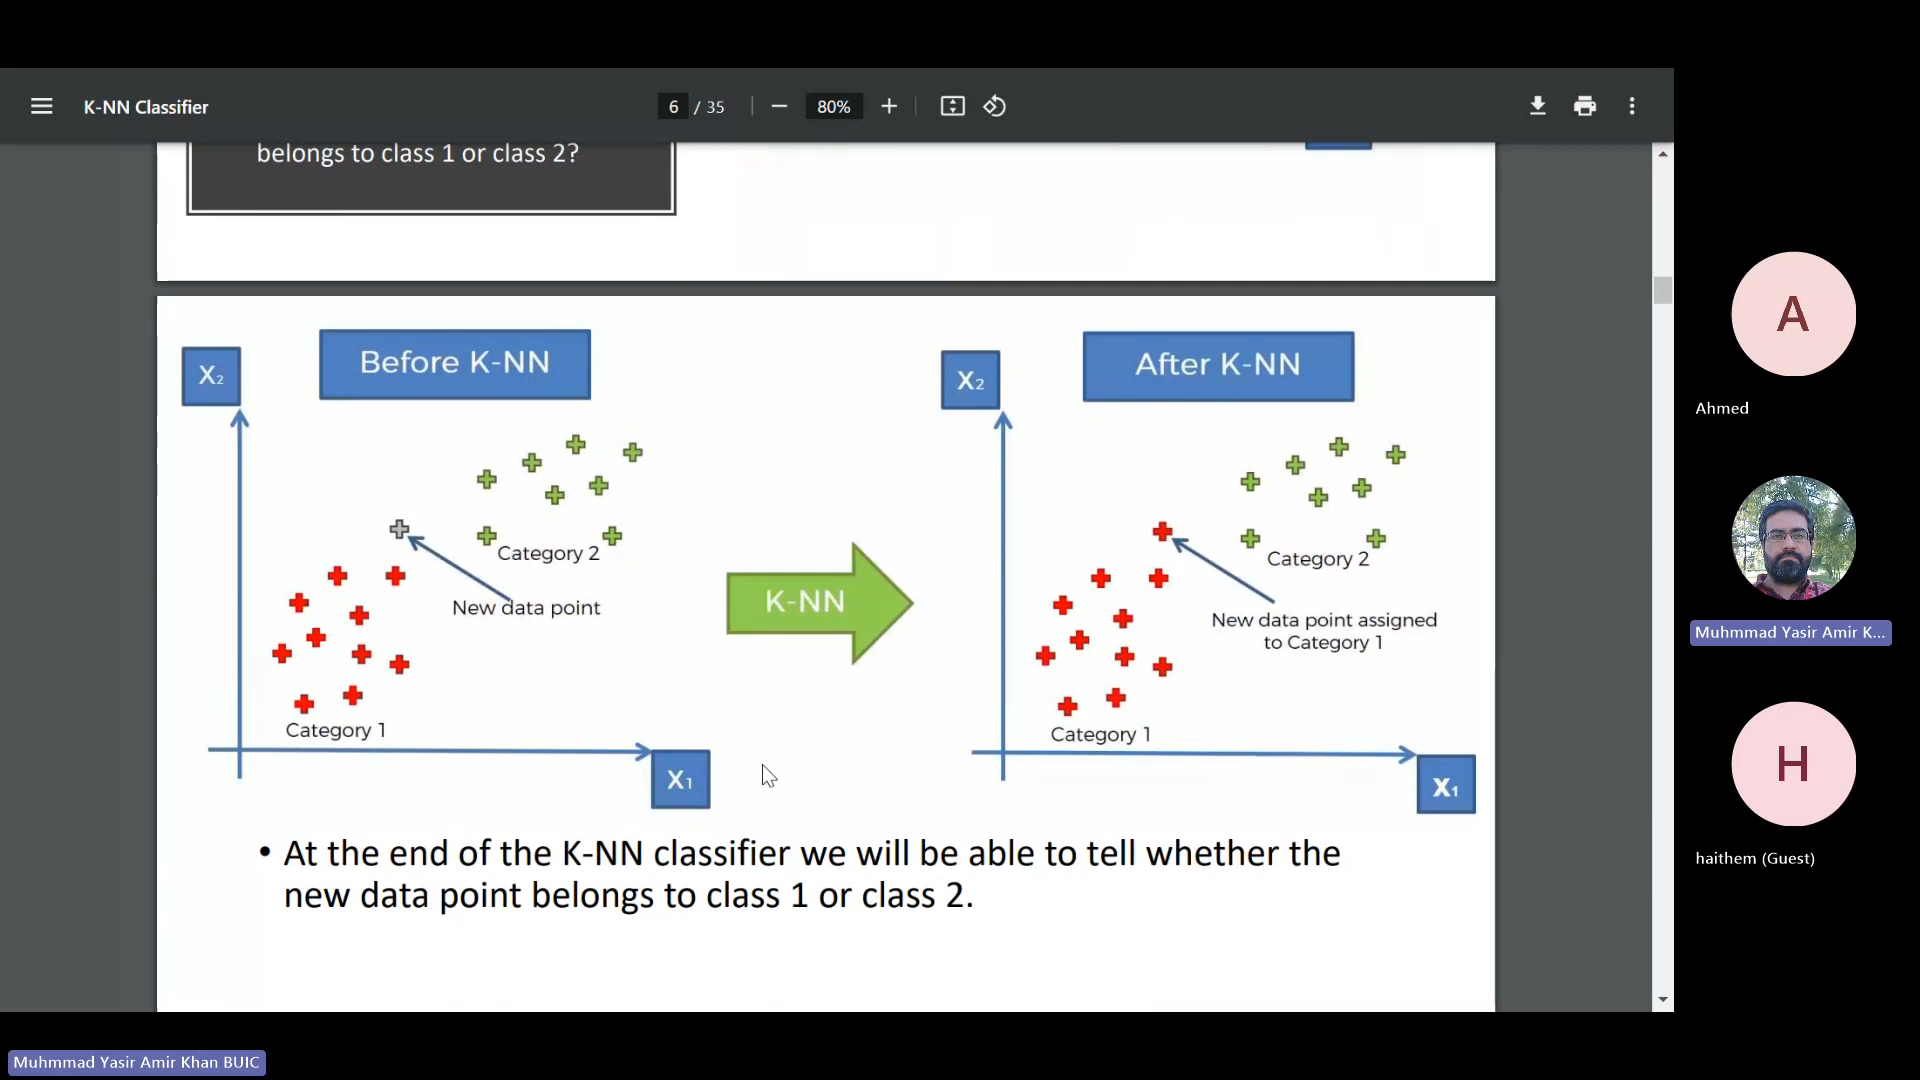 K-NN Classifier
6 / 35
80%
belongs to class 1 or class 2?
Before K-NN
X2
Category 2
New data point
Category 1
X1
K-NN
After K-NN
X2
Category 2
New data point assigned
to Category 1
Category 1
X1
• At the end of the K-NN classifier we will be able to tell whether the
new data point belongs to class 1 or class 2.
A
Ahmed
Muhmmad Yasir Amir K...
H
haithem (Guest)
Muhmmad Yasir Amir Khan BUIC